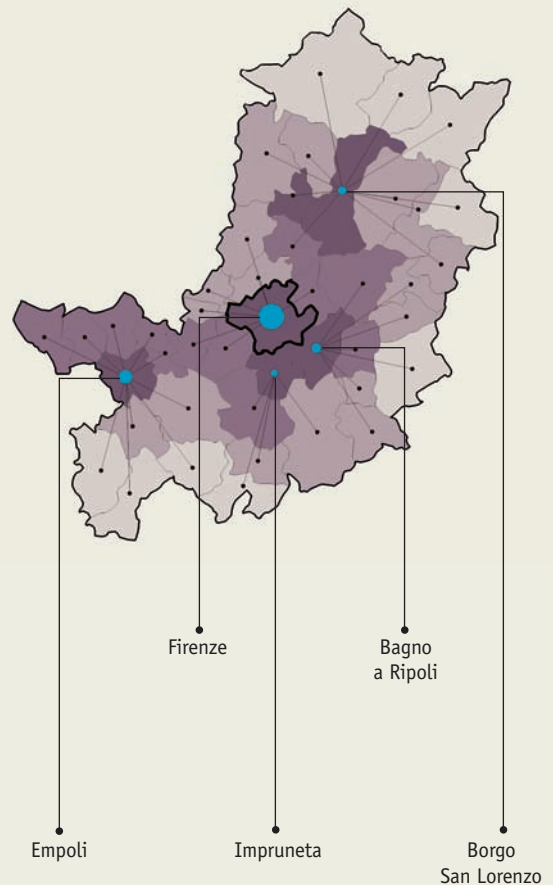 Firenze
Bagno
a Ripoli
Empoli
Impruneta
Borgo
San Lorenzo